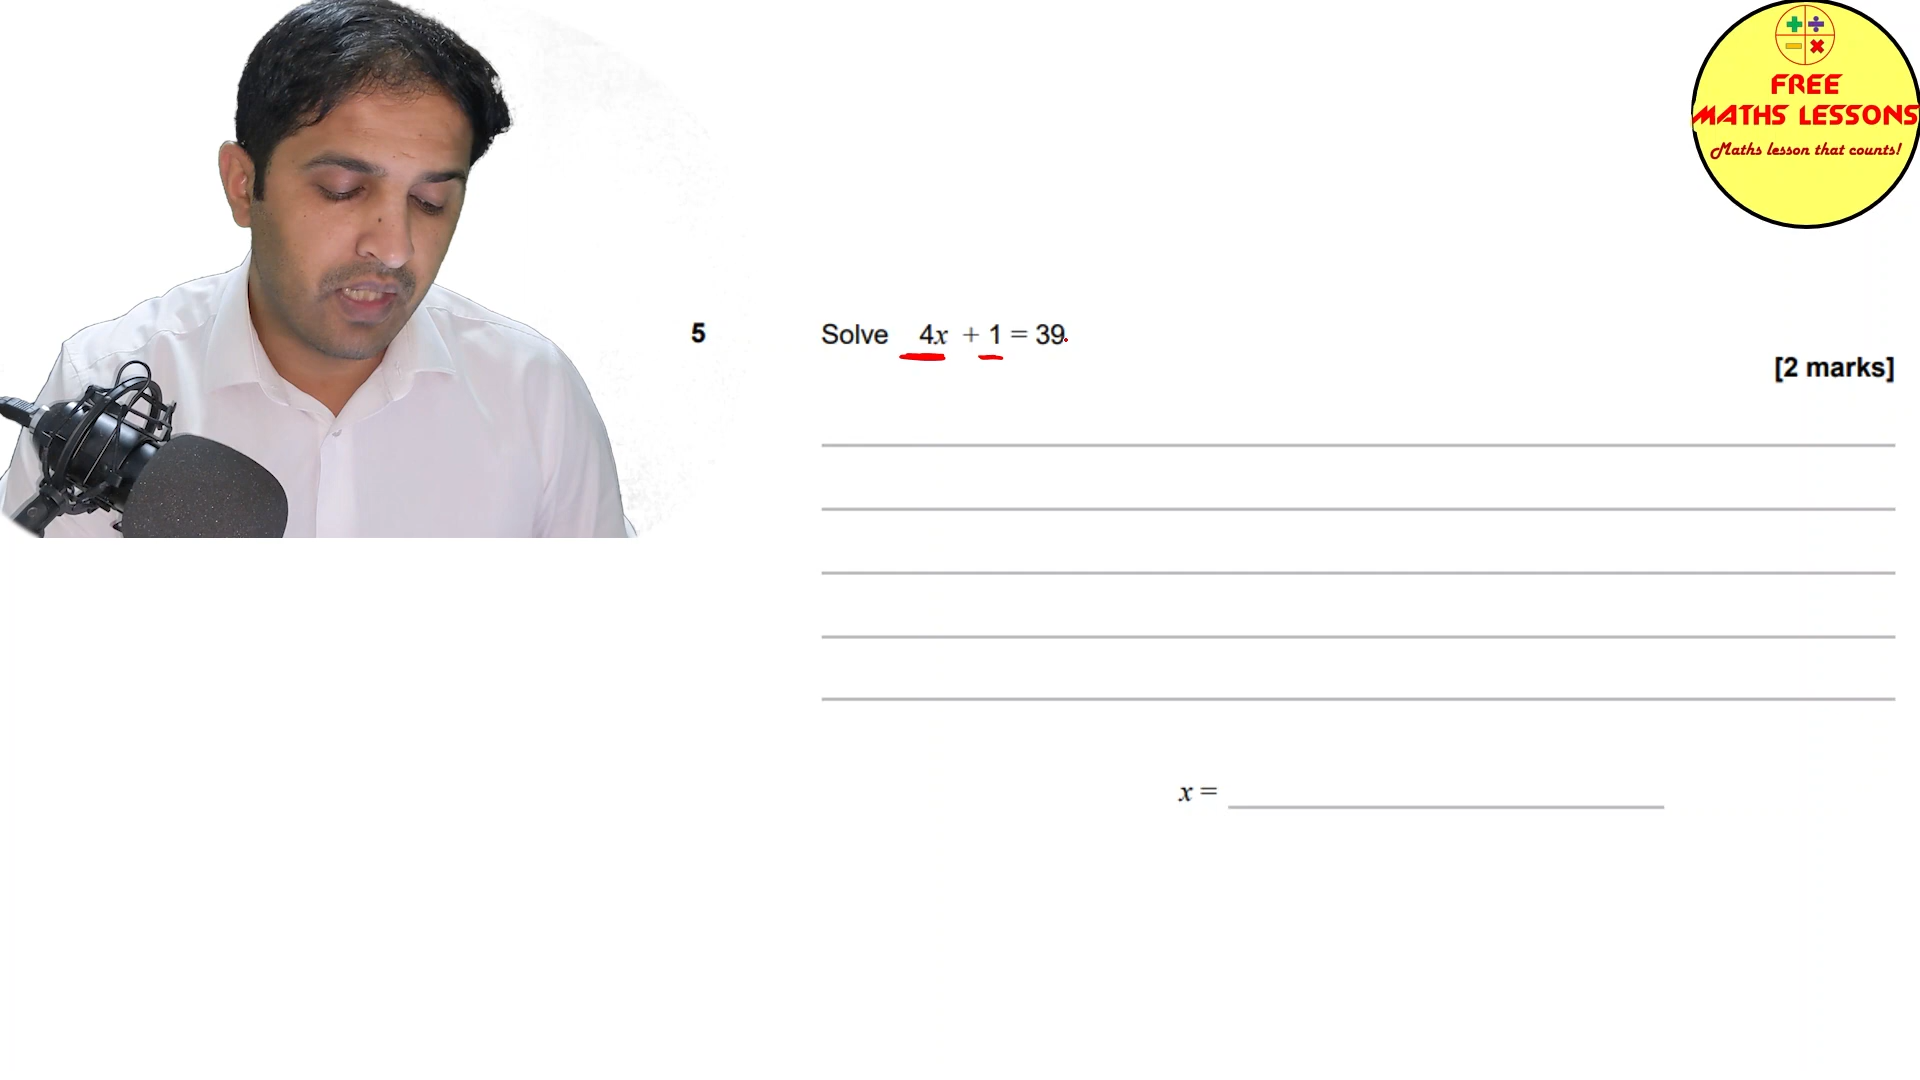 FREE
MATHS LESSONS
Maths lesson that counts!
5 Solve 4x + 1 = 39
[2 marks]
x =